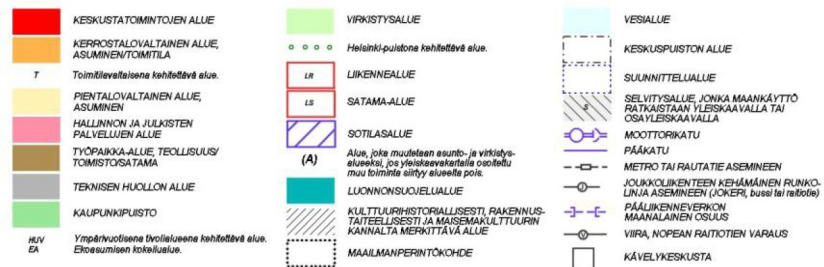 KESKUSTATOIMINTOJEN ALUE
KERROSTALOVALTAINEN ALUE,
ASUMINEN/TOIMITILA
T Toimitilavaltaisena kehitettävä alue.
PIENTALOVALTAINEN ALUE,
ASUMINEN
HALLINNON JA JULKISTEN
PALVELUJEN ALUE
TYÖPAIKKA-ALUE, TEOLLISUUS/
TOIMISTO/SATAMA
TEKNISEN HUOLLON ALUE
KAUPUNKIPUISTO
HUV Ympärivuotisena tivolialueena kehitettävä alue.
EA Ekoasumisen kokeilualue.
VIRKISTYSALUE
Helsinki-puistona kehitettävä alue.
LR LIIKENNEALUE
LS SATAMA-ALUE
SOTILASALUE
(A) Alue, joka muutetaan asunto- ja virkistys-
alueeksi, jos yleiskaavakartalla osoitettu
muu toiminta siirtyy alueelta pois.
LUONNONSUOJELUALUE
KULTTUURIHISTORIALLISESTI, RAKENNUS-
TAITEELLISESTI JA MAISEMAKULTTUURIN
KANNALTA MERKITTÄVÄ ALUE
MAAILMANPERINTÖKOHDE
VESIALUE
KESKUSPUISTON ALUE
SUUNNITTELUALUE
S SELVITYSALUE, JONKA MAANKÄYTTÖ
RATKAISTAAN YLEISKAAVALLA TAI
OSAYLEISKAAVALLA
MOOTTORIKATU
PÄÄKATU
METRO TAI RAUTATIE ASEMINEEN
J JOUKKOLIIKENTEEN KEHÄMÄINEN RUNKO-
LINJA ASEMINEEN (JOKERI, bussi tai raitiotie)
PÄÄLIIKENNEVERKON
MAANALAINEN OSUUS
V VIIRA, NOPEAN RAITIOTIEN VARAUS
KÄVELYKESKUSTA